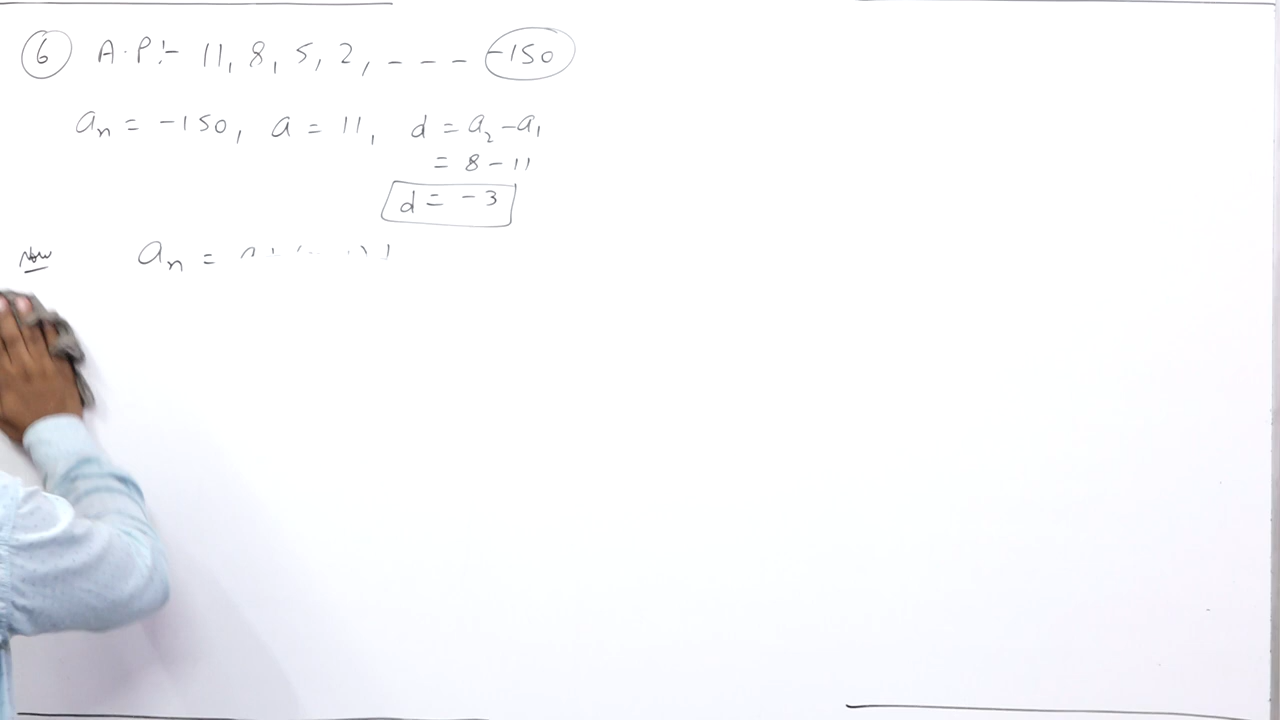 6 A.P:- 11, 8, 5, 2, - - - -150
aₙ = -150, a = 11, d = a₂ - a₁
= 8 - 11
d = -3
Now aₙ =